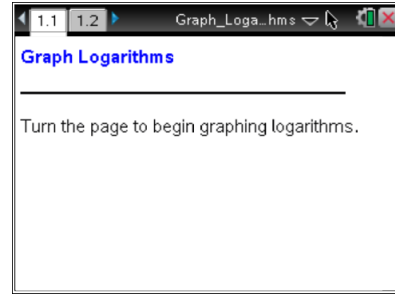 1.1 1.2 Graph_Loga…hms
Graph Logarithms
Turn the page to begin graphing logarithms.